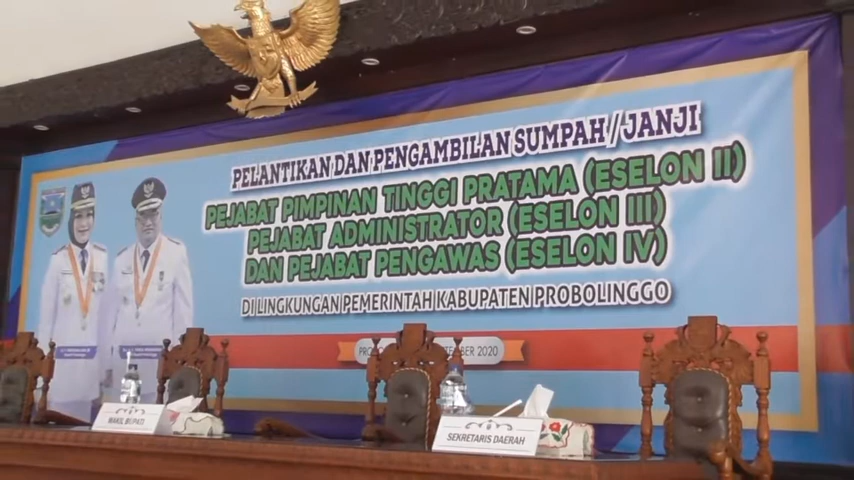 PELANTIKAN DAN PENGAMBILAN SUMPAH/JANJI
PEJABAT PIMPINAN TINGGI PRATAMA (ESELON II)
PEJABAT ADMINISTRATOR (ESELON III)
DAN PEJABAT PENGAWAS (ESELON IV)
DI LINGKUNGAN PEMERINTAH KABUPATEN PROBOLINGGO
2020
WAKIL BUPATI
SEKRETARIS DAERAH